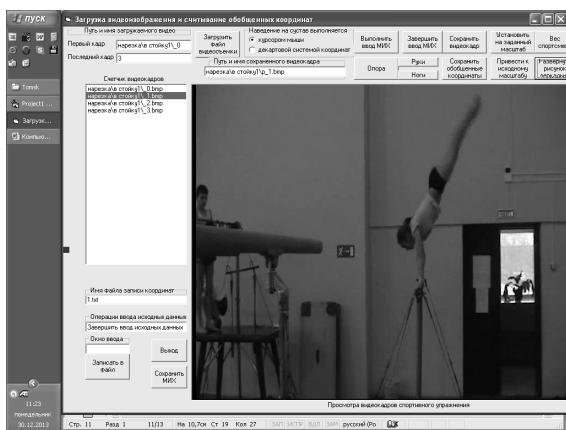 пуск
Загрузка видеоизображения и считывание обобщенных координат
Путь и имя загружаемого видео
Первый кадр
нарезка\в стойку1\_0
Последний кадр
3
Загрузить файл видеосъемки
Наведение на сустав выполняется
курсором мыши
декартовой системой координат
Путь и имя сохраненного видеокадра
нарезка\в стойку1\р_1.bmp
Выполнить ввод МИХ
Завершить ввод МИХ
Сохранить видеокадр
Установить на заданный масштаб
Вес
Опора
Руки
Ноги
Сохранить обобщенные координаты
Привести к исходному масштабу
рисунок
Счетчик видеокадров
нарезка\в стойку1\_0.bmp
нарезка\в стойку1\_1.bmp
нарезка\в стойку1\_2.bmp
нарезка\в стойку1\_3.bmp
Tomsk
Project1 ...
Загрузк...
Компью...
Имя файла записи координат
1.txt
Операции ввода исходных данных
Завершить ввод исходных данных
Окно ввода
Записать в файл
Выход
Сохранить МИХ
Просмотра видеокадров спортивного упражнения
11:23
понедельник
30.12.2013
Стр. 11 Разд 1 11/13 На 10,7см Ст 19 Кол 27 ЗАП ИСПР ВДЛ ЗАМ русский (Ро